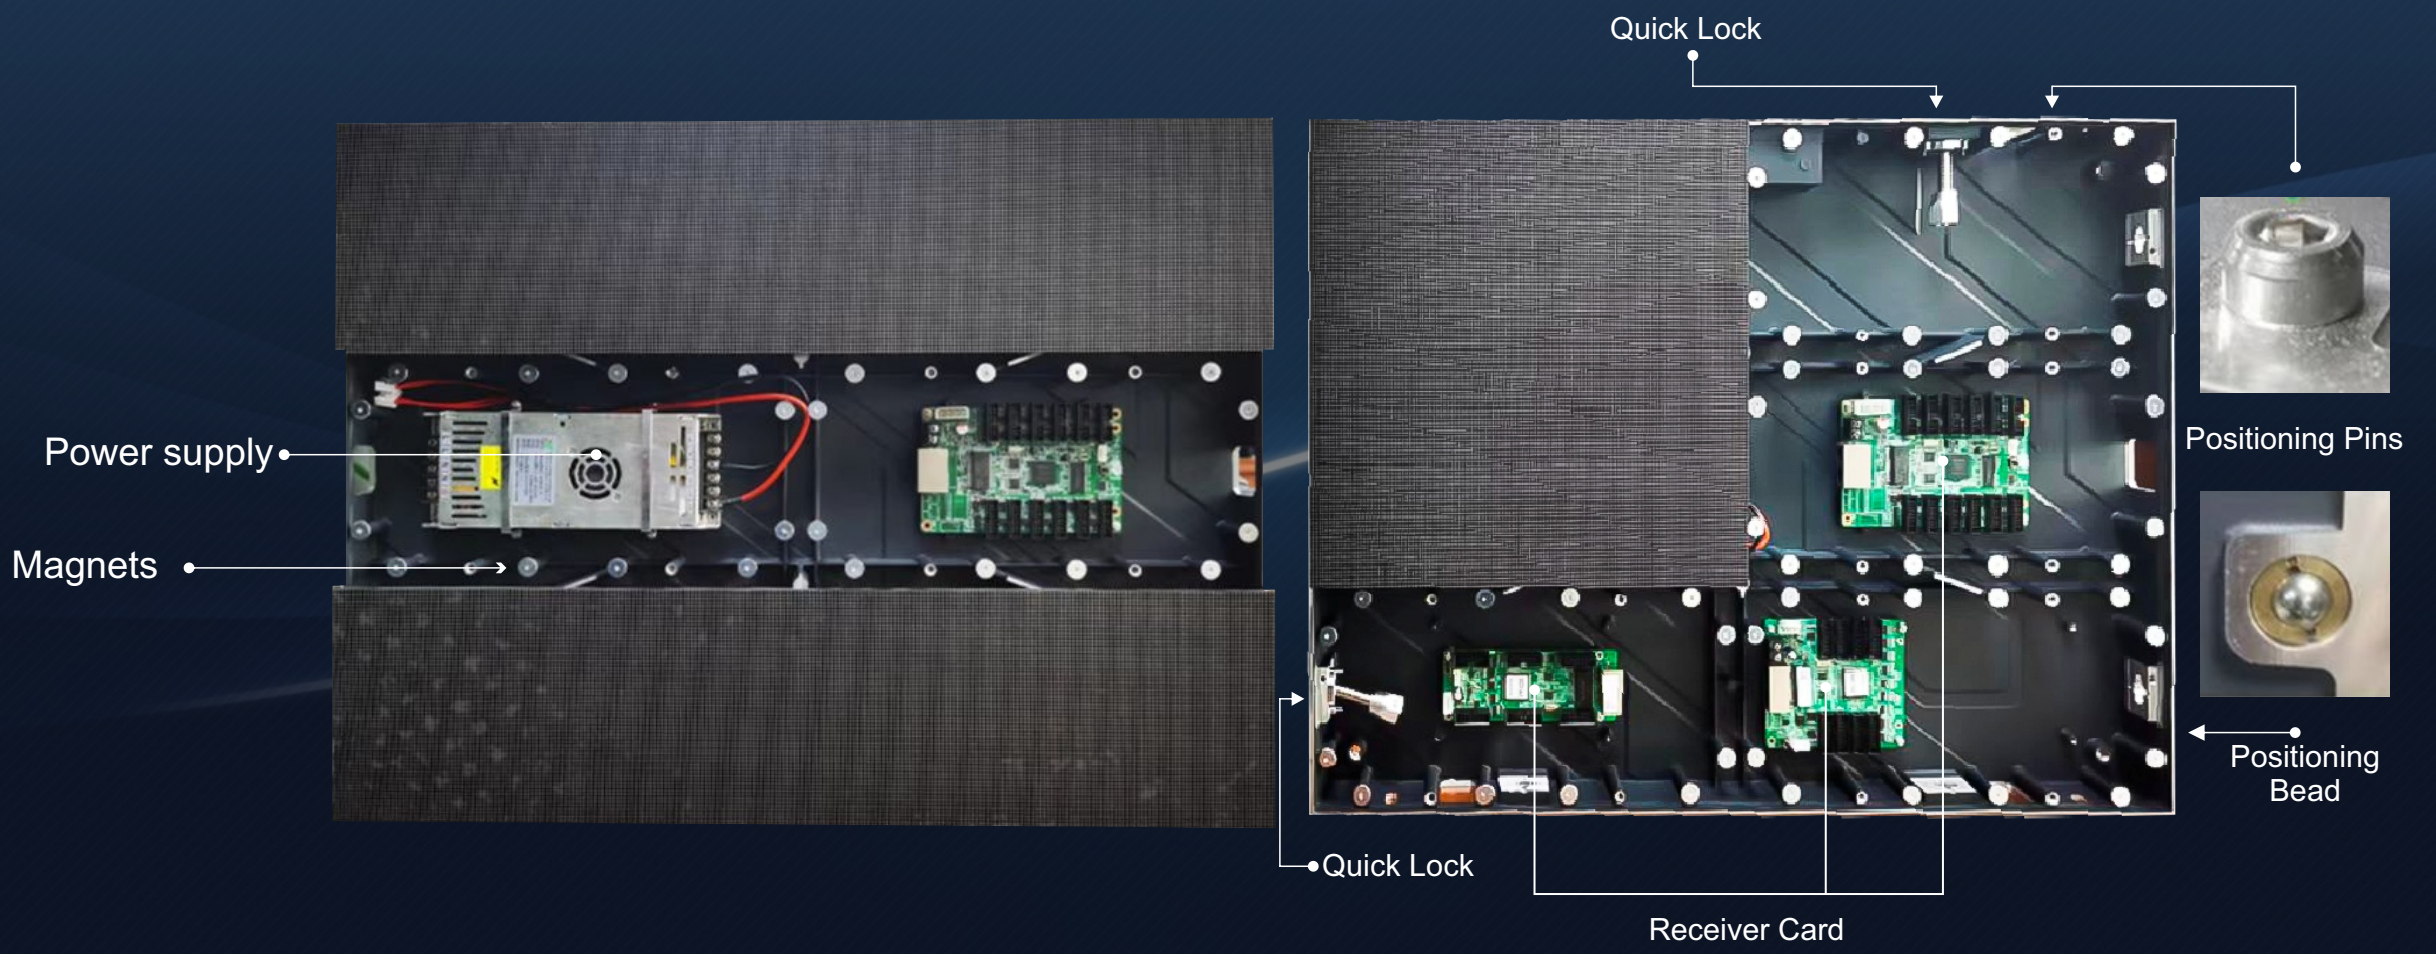 Quick Lock
Power supply
Magnets
Positioning Pins
Positioning
Bead
Quick Lock
Receiver Card